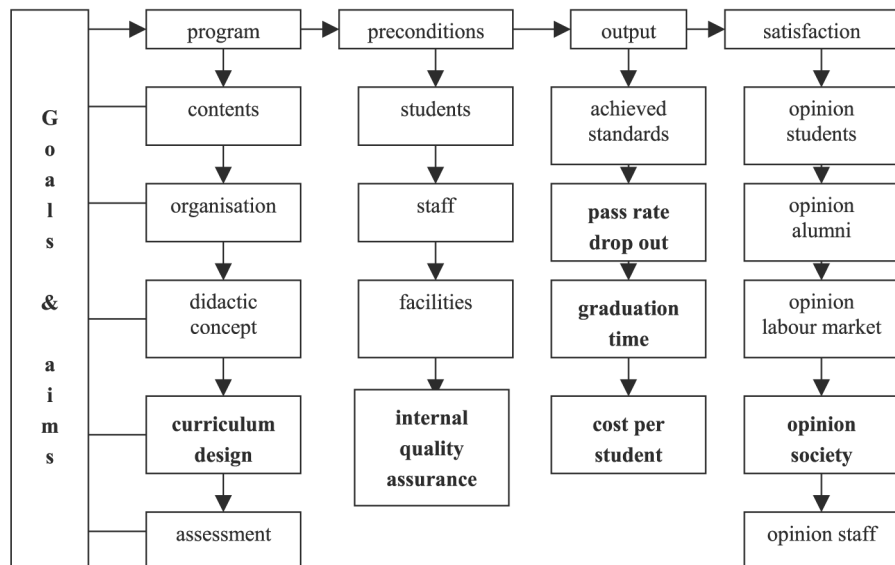 Goals & aims
program
contents
organisation
didactic
concept
curriculum
design
assessment
preconditions
students
staff
facilities
internal
quality
assurance
output
achieved
standards
pass rate
drop out
graduation
time
cost per
student
satisfaction
opinion
students
opinion
alumni
opinion
labour market
opinion
society
opinion staff